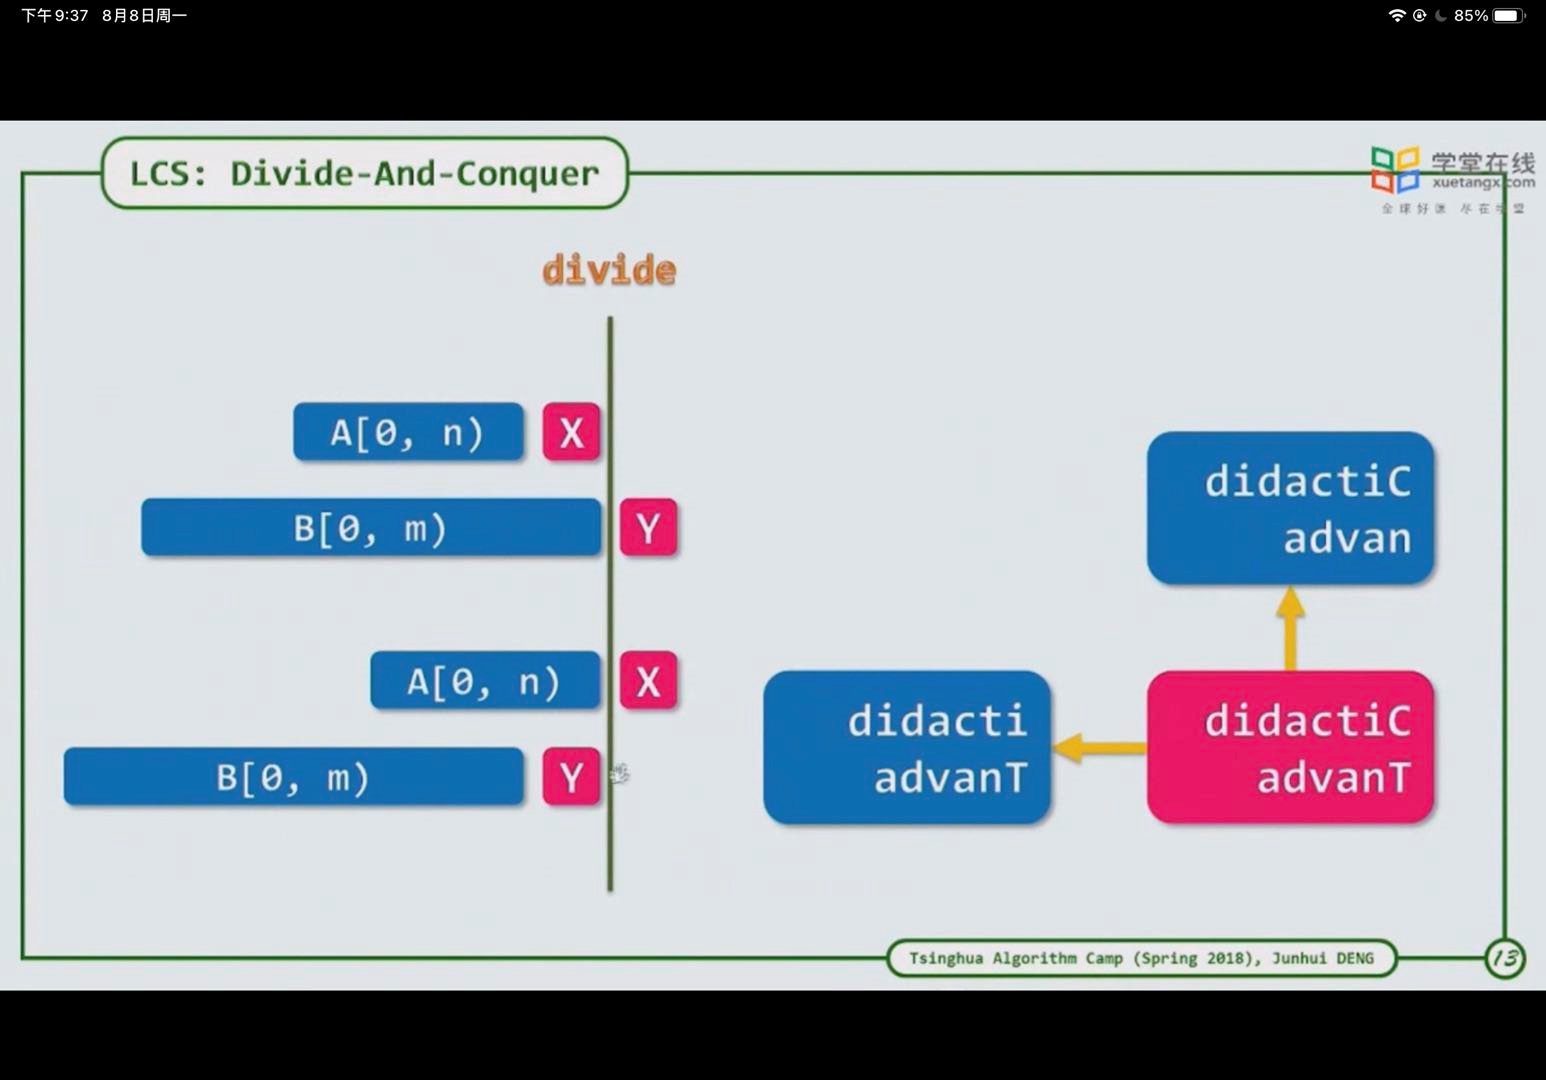 下午9:37 8月8日周一
85%
LCS: Divide-And-Conquer
学堂在线
xuetangx.com
全球好课 尽在学堂
divide
A[0, n) X
B[0, m) Y
A[0, n) X
B[0, m) Y
didactiC
advan
didacti
advanT
didactiC
advanT
Tsinghua Algorithm Camp (Spring 2018), Junhui DENG
13